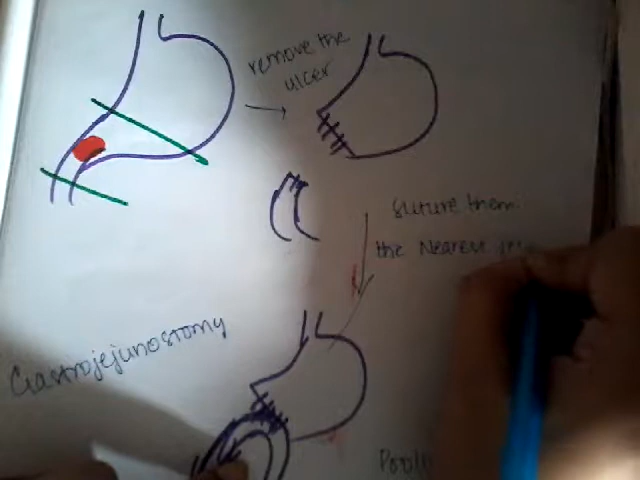 remove the
ulcer
suture them
the Nearest
Gastrojejunostomy